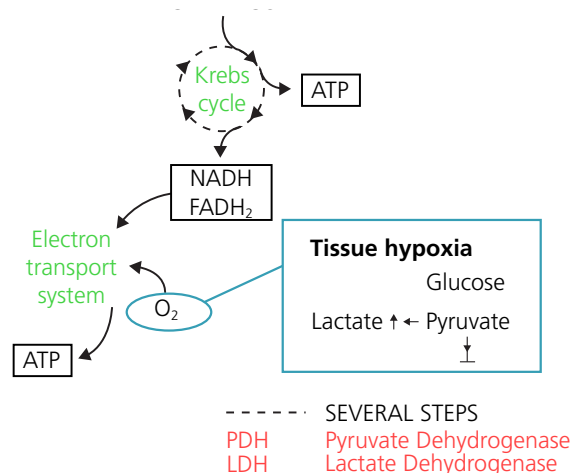 Krebs
cycle
ATP
NADH
FADH₂
Electron
transport
system
O₂
ATP
Tissue hypoxia
Glucose
Lactate ↑ ← Pyruvate
SEVERAL STEPS
PDH Pyruvate Dehydrogenase
LDH Lactate Dehydrogenase